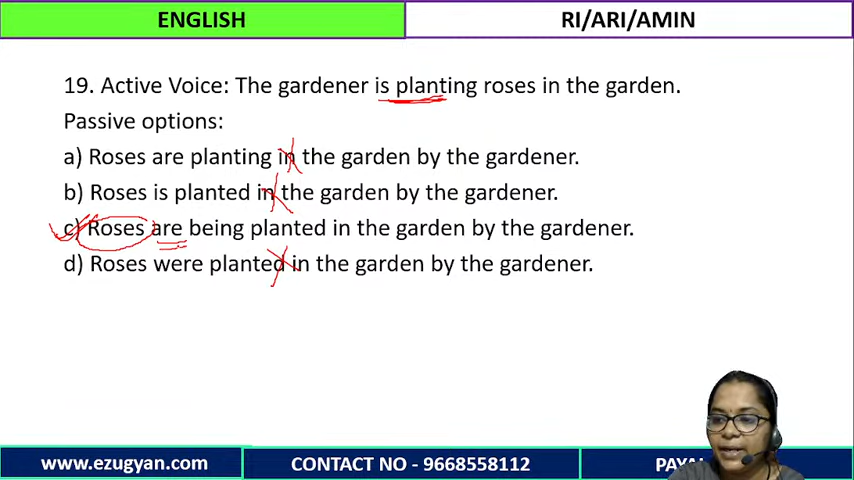 ENGLISH
RI/ARI/AMIN
19. Active Voice: The gardener is planting roses in the garden.
Passive options:
a) Roses are planting in the garden by the gardener.
b) Roses is planted in the garden by the gardener.
c) Roses are being planted in the garden by the gardener.
d) Roses were planted in the garden by the gardener.
www.ezugyan.com
CONTACT NO - 9668558112